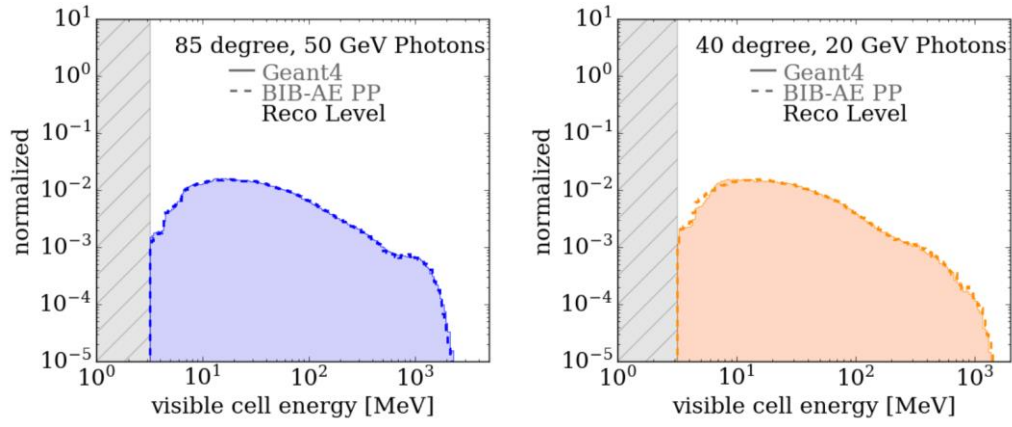 10¹
10⁰
10⁻¹
10⁻²
10⁻³
10⁻⁴
10⁻⁵
normalized
85 degree, 50 GeV Photons
Geant4
BIB-AE PP
Reco Level
10⁰
10¹
10²
10³
visible cell energy [MeV]
10¹
10⁰
10⁻¹
10⁻²
10⁻³
10⁻⁴
10⁻⁵
normalized
40 degree, 20 GeV Photons
Geant4
BIB-AE PP
Reco Level
10⁰
10¹
10²
10³
visible cell energy [MeV]